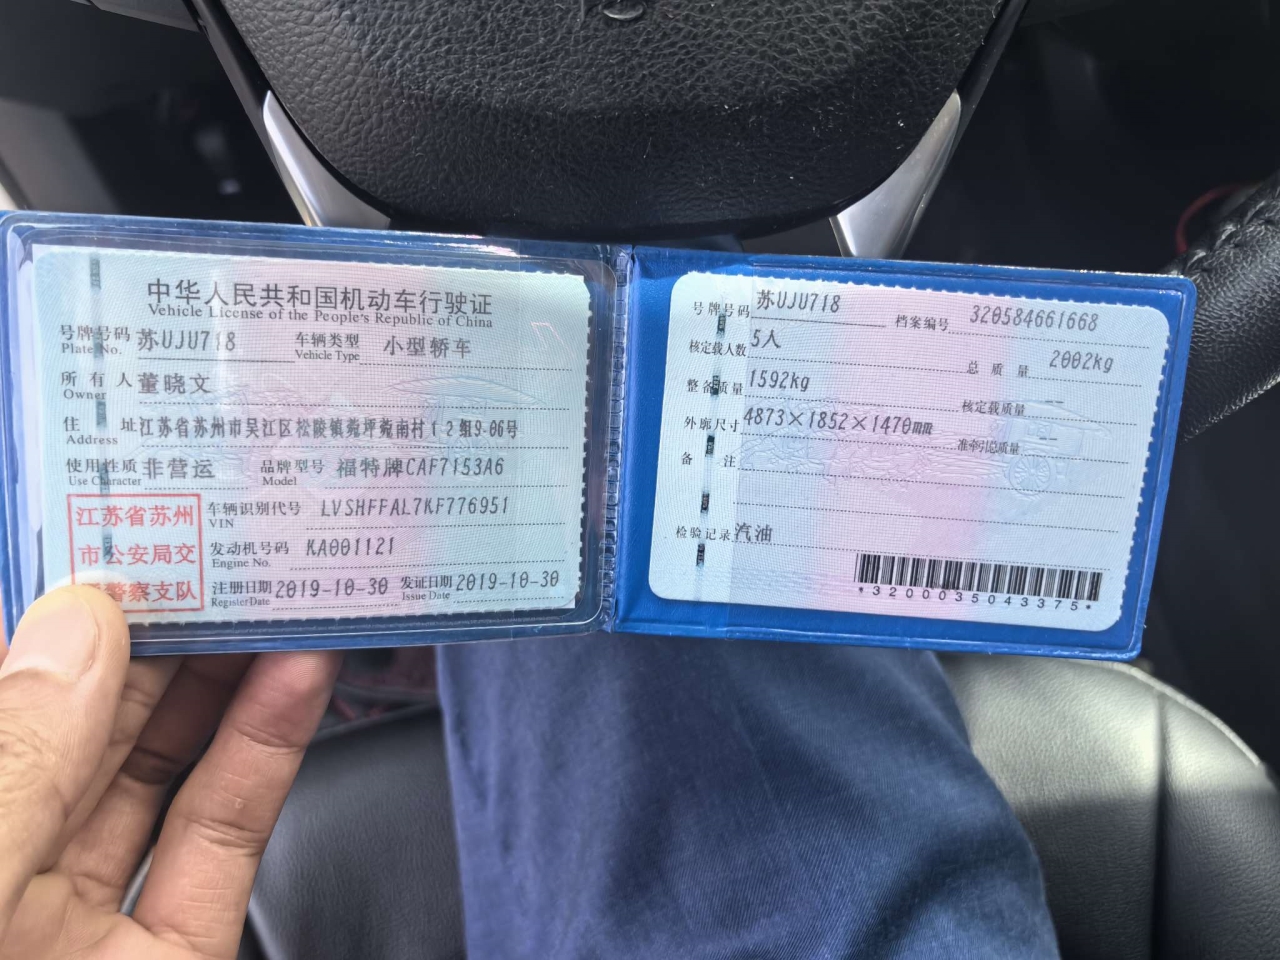 中华人民共和国机动车行驶证
Vehicle License of the People's Republic of China
号牌号码 苏UJU718 车辆类型 小型轿车
Plate No. Vehicle Type
所有人 董晓文
Owner
住址 江苏省苏州市吴江区松陵镇菀坪菀南村12组9-06号
Address
使用性质 非营运 品牌型号 福特牌CAF7153A6
Use Character Model
江苏省苏州
市公安局交
警察支队
车辆识别代号 LVSHFFAL7KF776951
VIN
发动机号码 KA001121
Engine No.
注册日期 2019-10-30 发证日期 2019-10-30
Register Date Issue Date
号牌号码 苏UJU718 档案编号 320584661668
核定载人数 5人 总质量 2002kg
整备质量 1592kg 核定载质量 --
外廓尺寸 4873×1852×1470mm 准牵引总质量 --
备注
检验记录 汽油
*3200035043375*